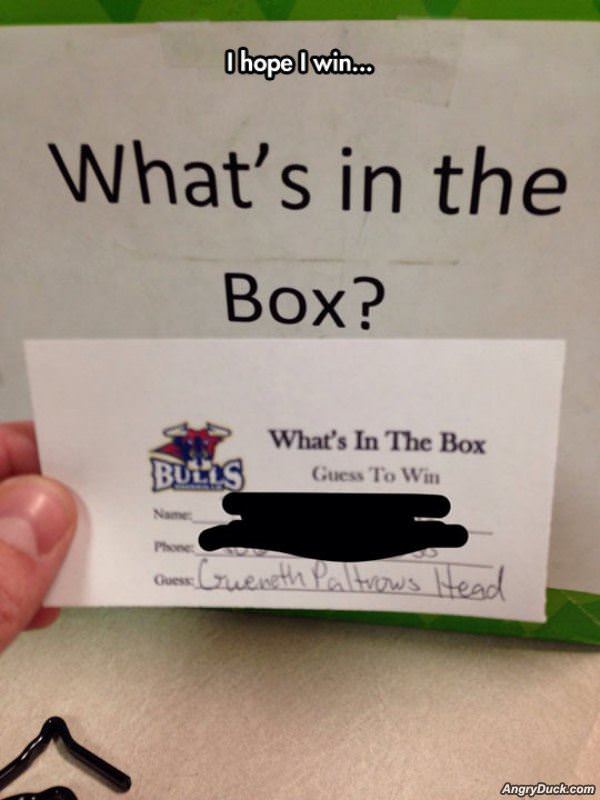 I hope I win...
What's in the
Box?
What's In The Box
BULLS
Guess To Win
Name:
Phone:
Guess: Gweneth Paltrows Head
AngryDuck.com